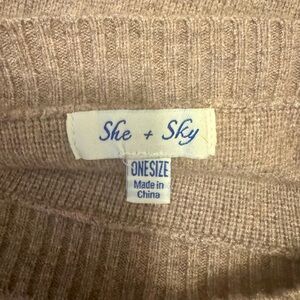 She + Sky
ONESIZE
Made in
China